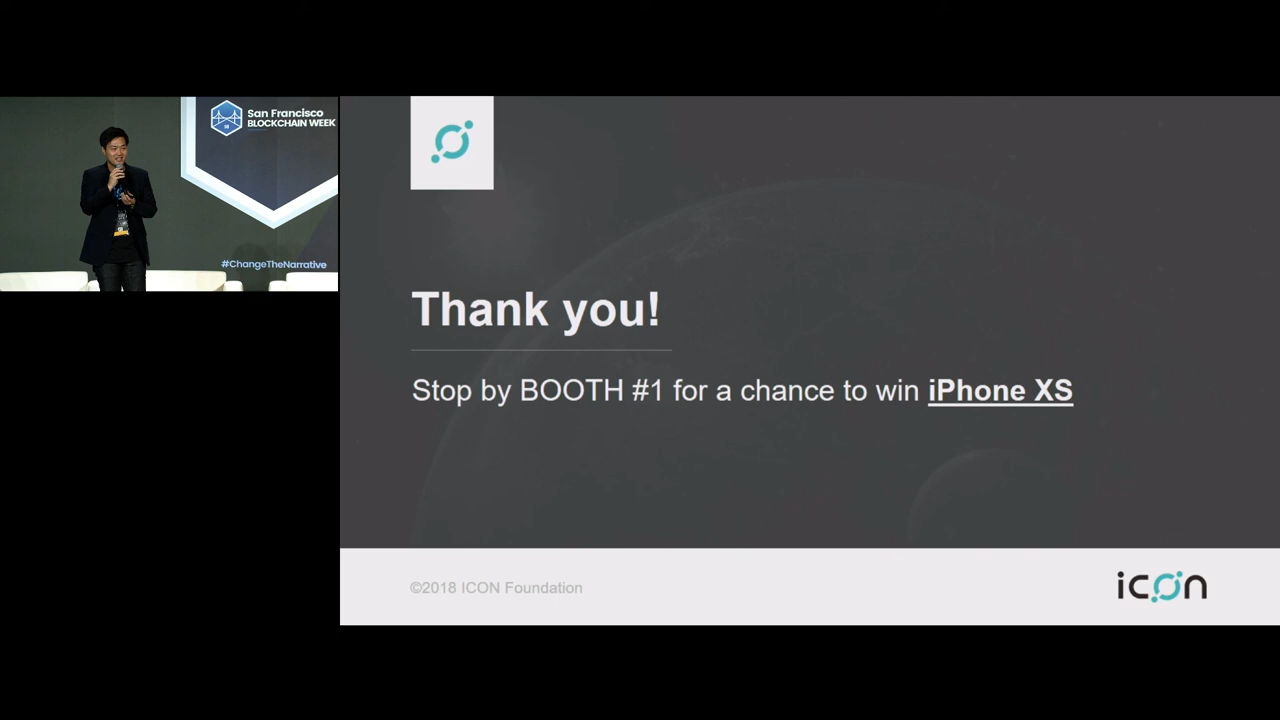 San Francisco
BLOCKCHAIN WEEK
#ChangeTheNarrative
Thank you!
Stop by BOOTH #1 for a chance to win iPhone XS
©2018 ICON Foundation
icon